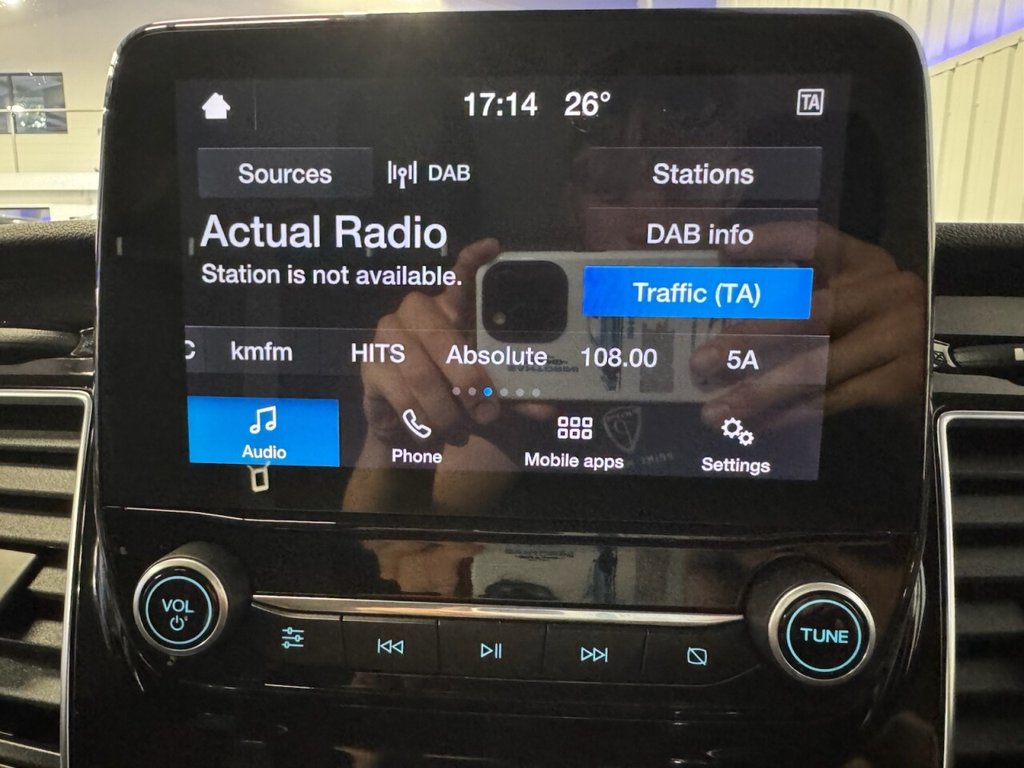 17:14 26° TA
Sources DAB Stations
Actual Radio
DAB info
Station is not available.
Traffic (TA)
C kmfm HITS Absolute 108.00 5A
Audio Phone Mobile apps Settings
VOL
TUNE